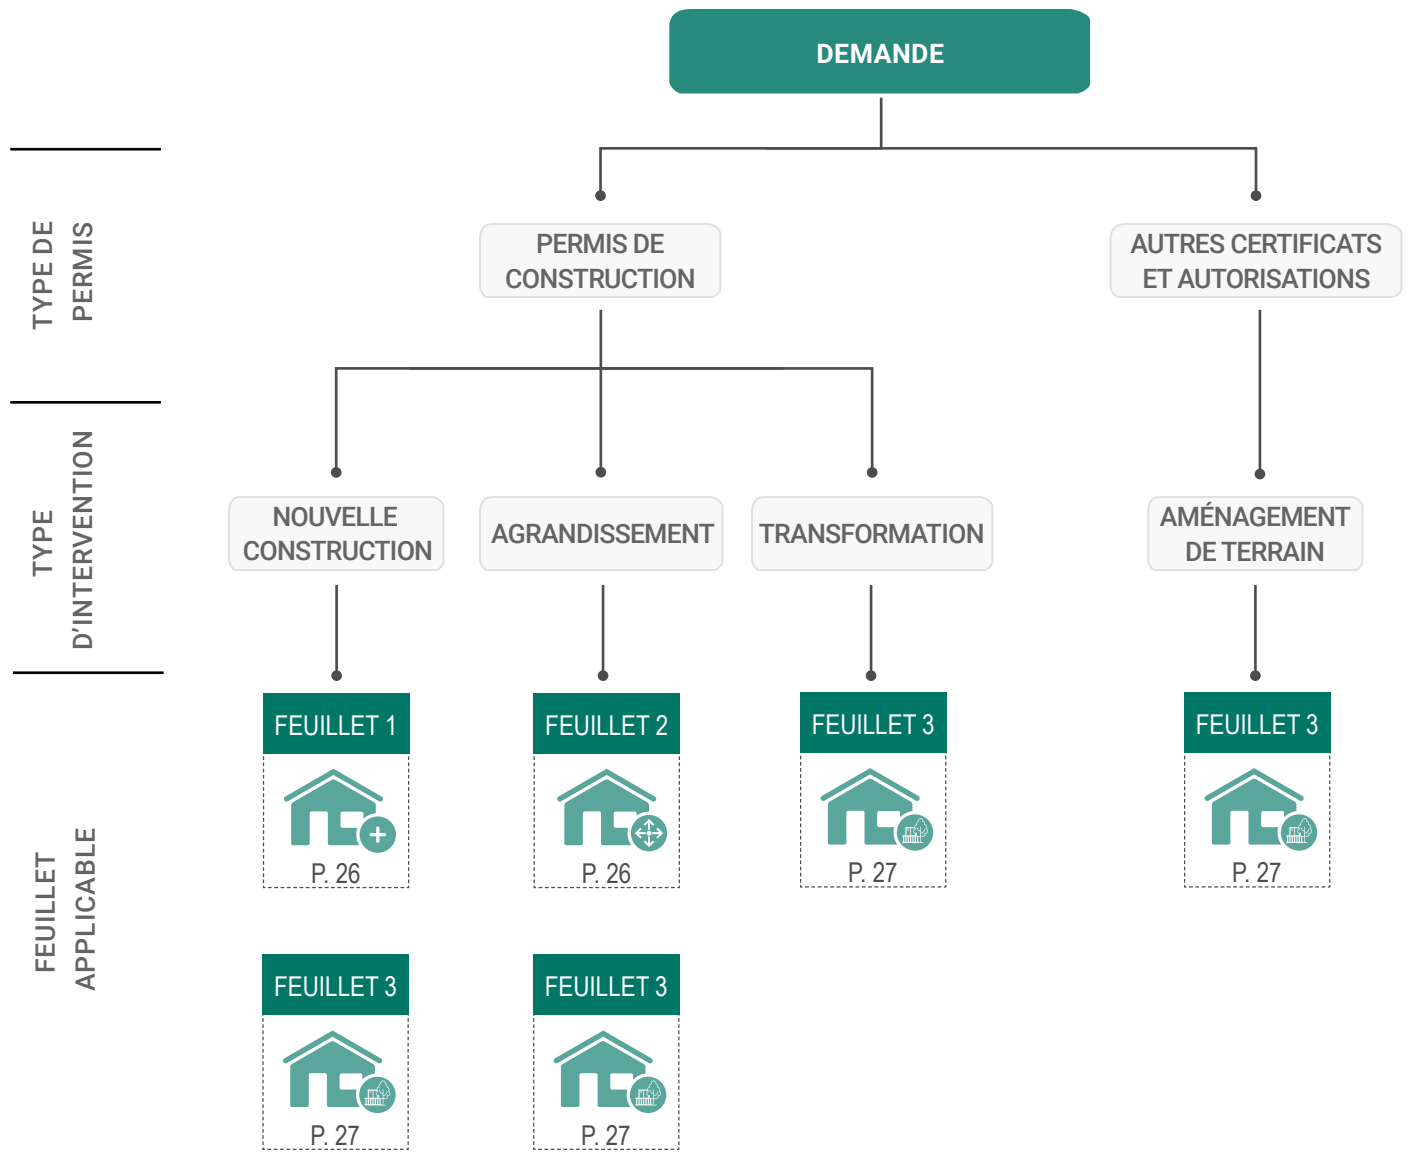 DEMANDE
TYPE DE
PERMIS
PERMIS DE
CONSTRUCTION
AUTRES CERTIFICATS
ET AUTORISATIONS
TYPE
D'INTERVENTION
NOUVELLE
CONSTRUCTION
AGRANDISSEMENT
TRANSFORMATION
AMÉNAGEMENT
DE TERRAIN
FEUILLET
APPLICABLE
FEUILLET 1
P. 26
FEUILLET 2
P. 26
FEUILLET 3
P. 27
FEUILLET 3
P. 27
FEUILLET 3
P. 27
FEUILLET 3
P. 27